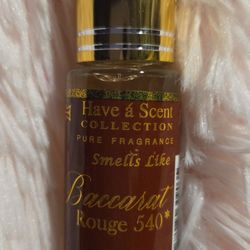 Have á Scent
COLLECTION
PURE FRAGRANCE
Smells Like
Baccarat
Rouge 540*